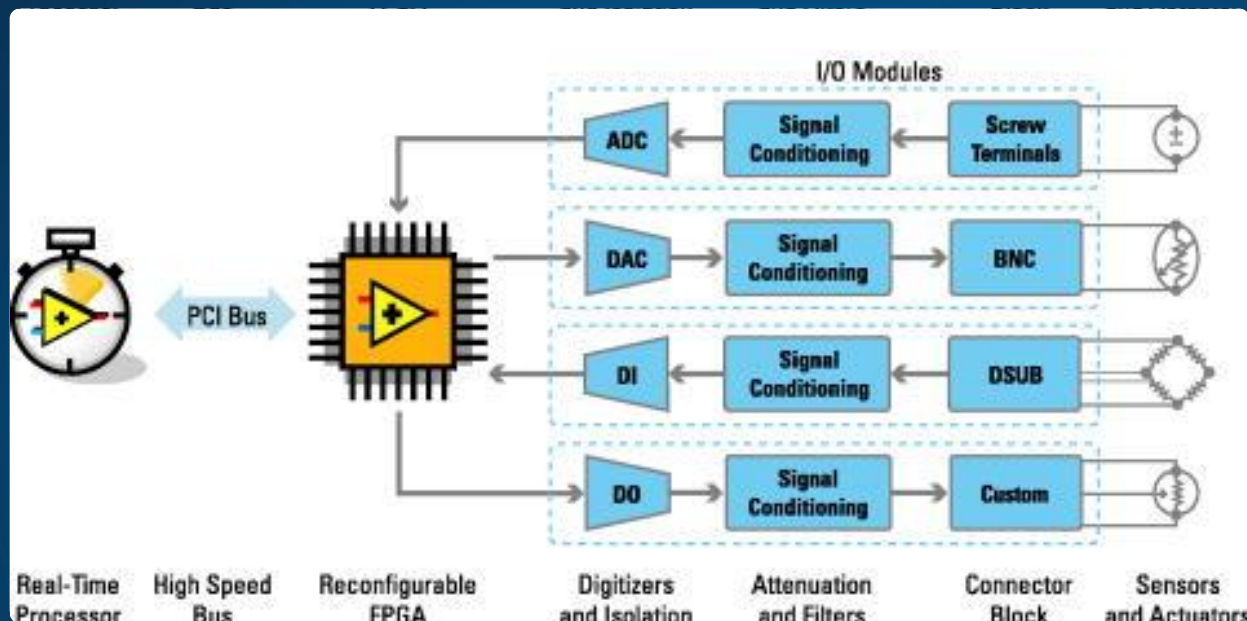 I/O Modules
ADC
Signal
Conditioning
Screw
Terminals
DAC
Signal
Conditioning
BNC
PCI Bus
DI
Signal
Conditioning
DSUB
DO
Signal
Conditioning
Custom
Real-Time
Processor
High Speed
Bus
Reconfigurable
FPGA
Digitizers
and Isolation
Attenuation
and Filters
Connector
Block
Sensors
and Actuators